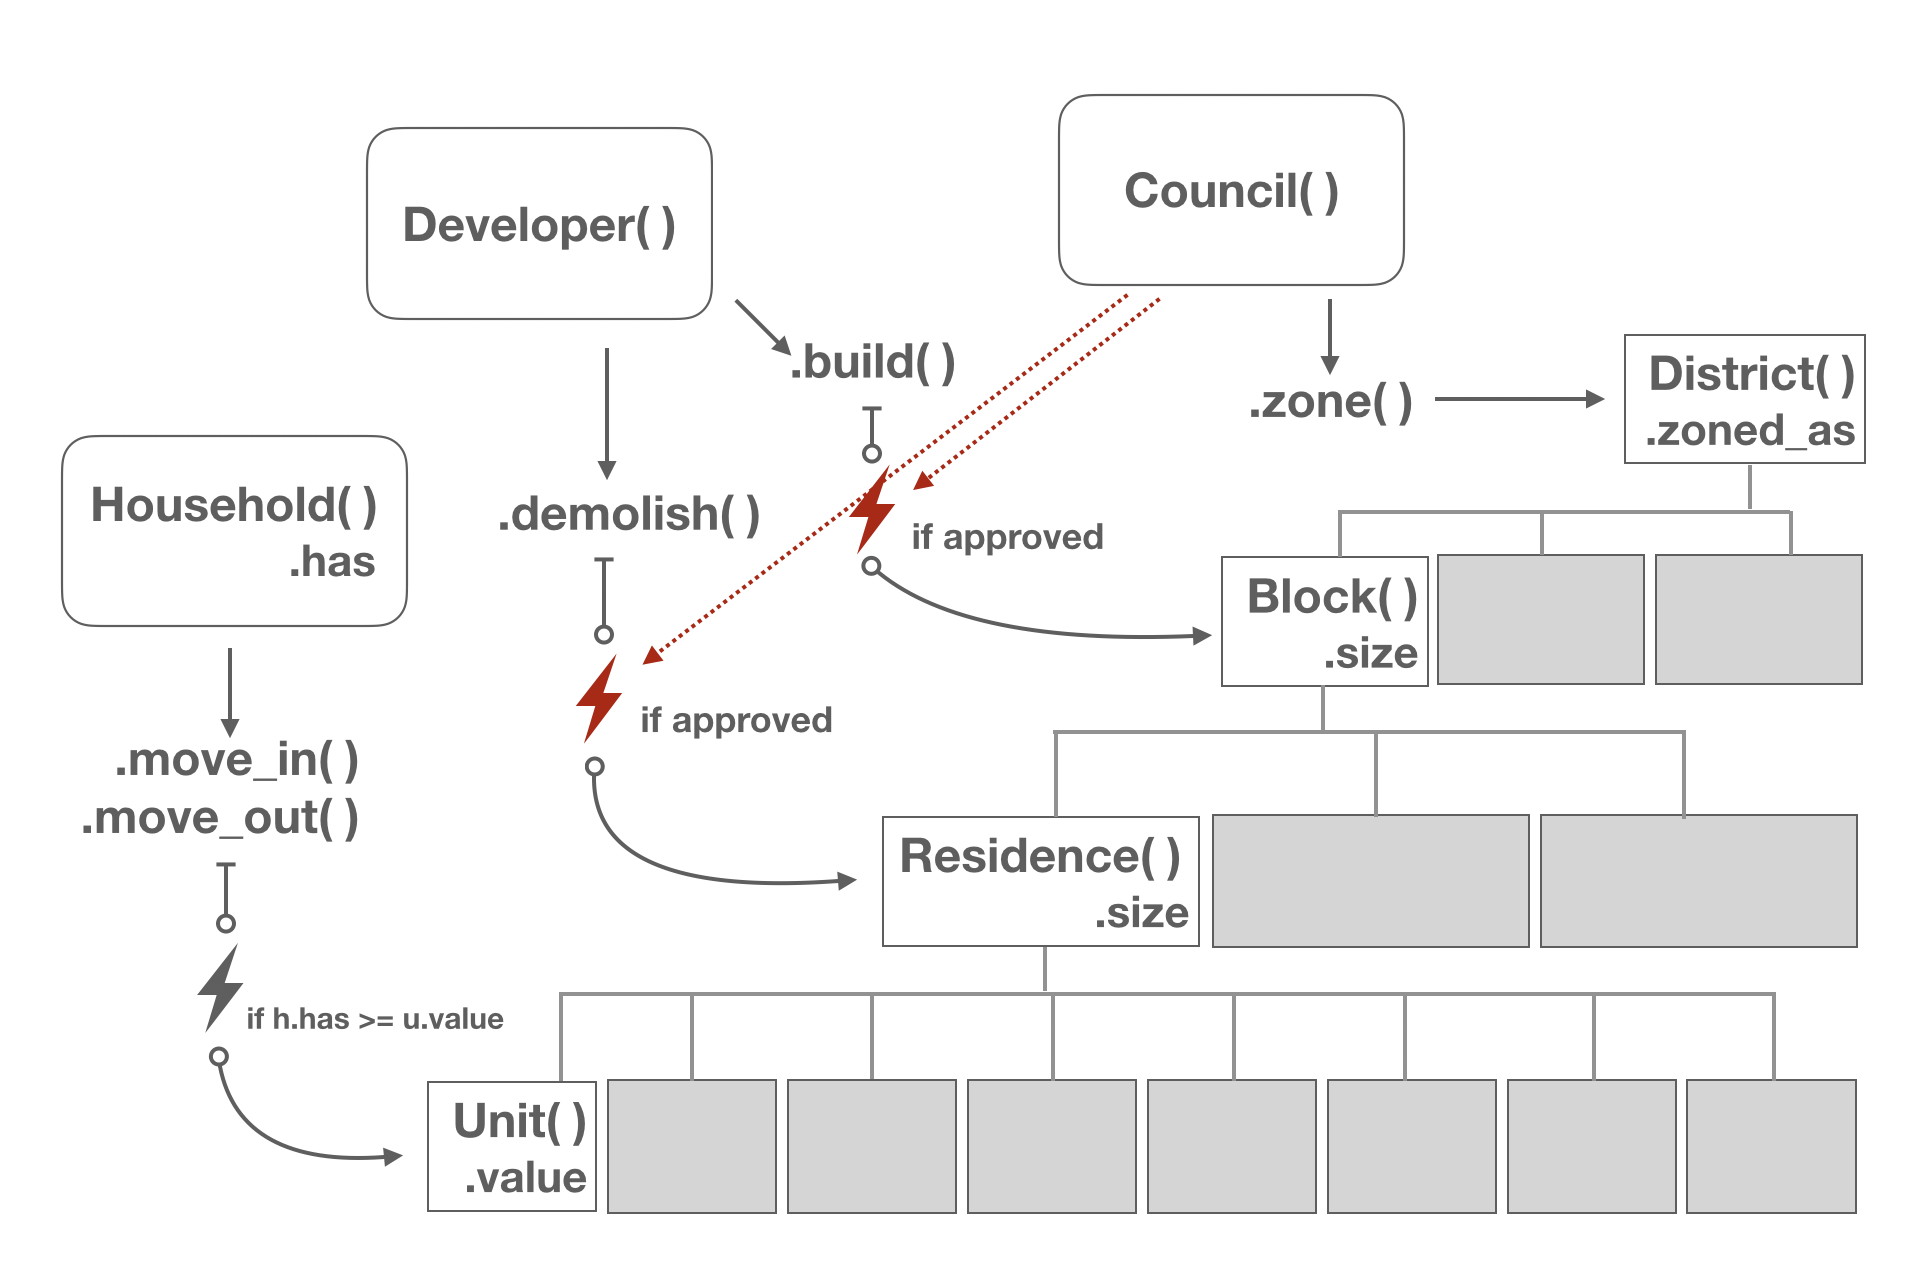 Council( )
Developer( )
.build( )
.zone( )
District( )
.zoned_as
Household( )
.has
.demolish( )
if approved
Block( )
.size
if approved
.move_in( )
.move_out( )
Residence( )
.size
if h.has >= u.value
Unit( )
.value